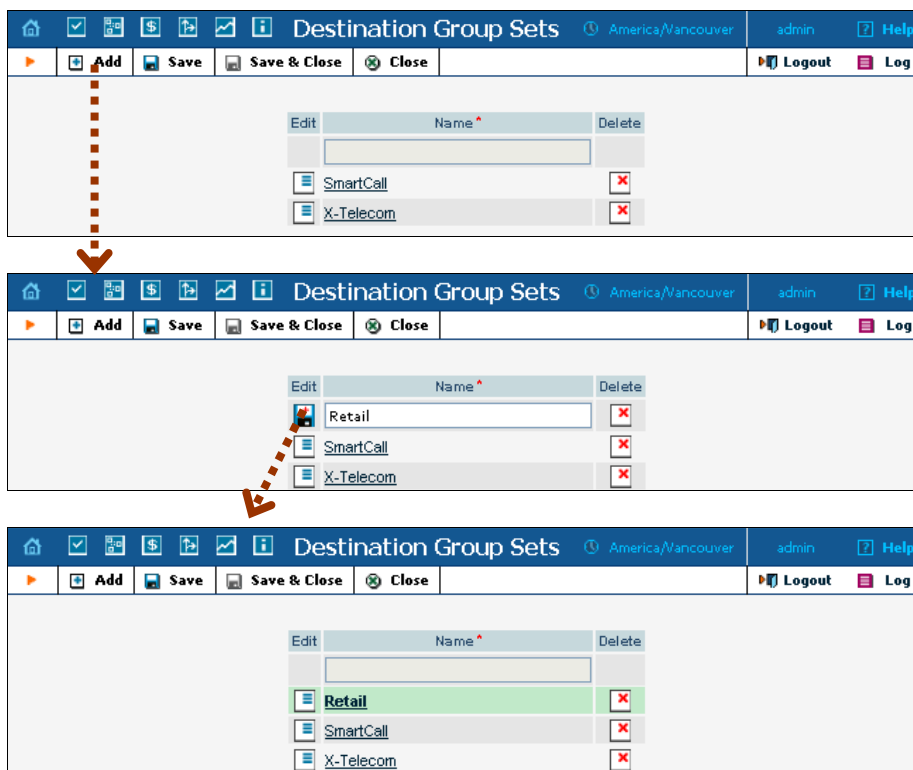 Destination Group Sets America/Vancouver admin ? Help
Add Save Save & Close Close Logout Log
Edit Name * Delete
SmartCall
X-Telecom
Destination Group Sets America/Vancouver admin ? Help
Add Save Save & Close Close Logout Log
Edit Name * Delete
Retail
SmartCall
X-Telecom
Destination Group Sets America/Vancouver admin ? Help
Add Save Save & Close Close Logout Log
Edit Name * Delete
Retail
SmartCall
X-Telecom